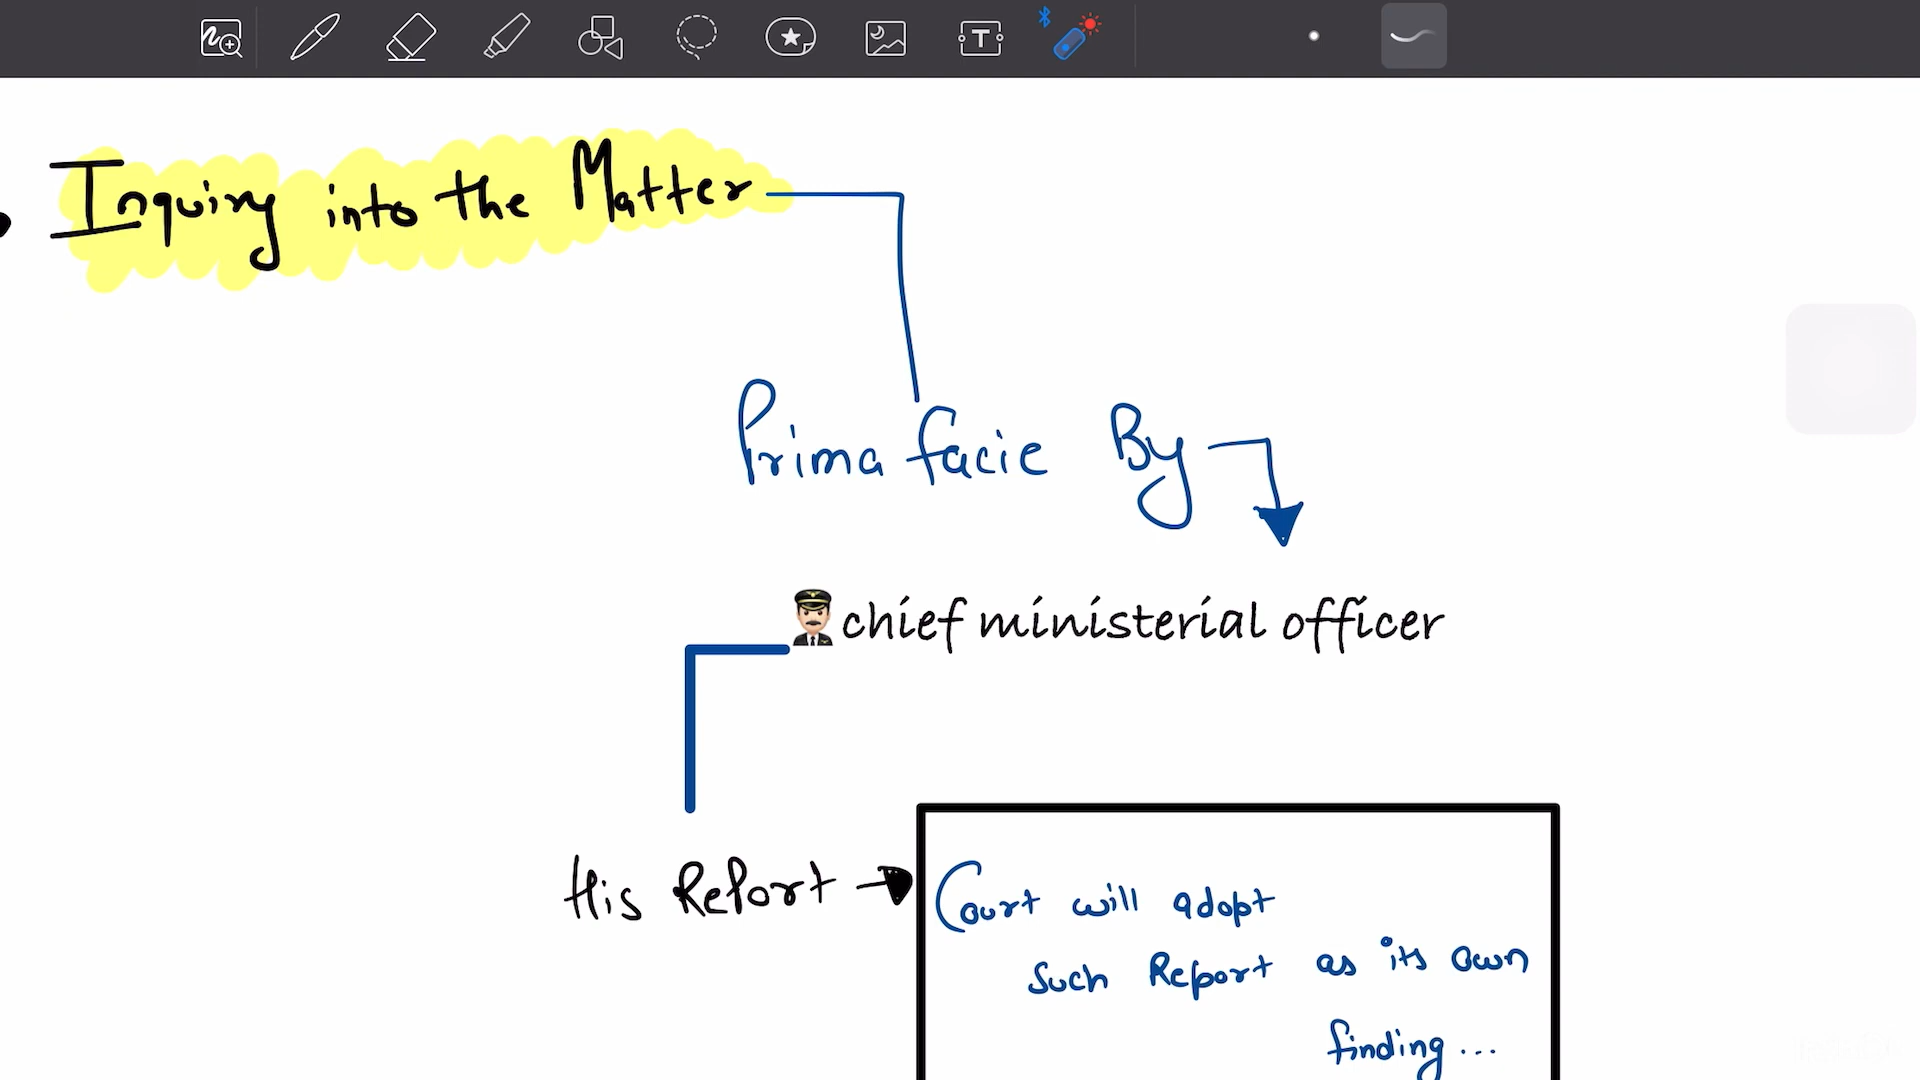 Inquiry into the Matter
Prima facie By
chief ministerial officer
His Report
Court will adopt
such Report as its own
finding...